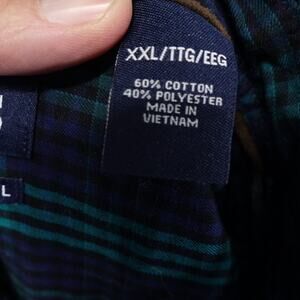 XXL/TTG/EEG
60% COTTON
40% POLYESTER
MADE IN
VIETNAM
L